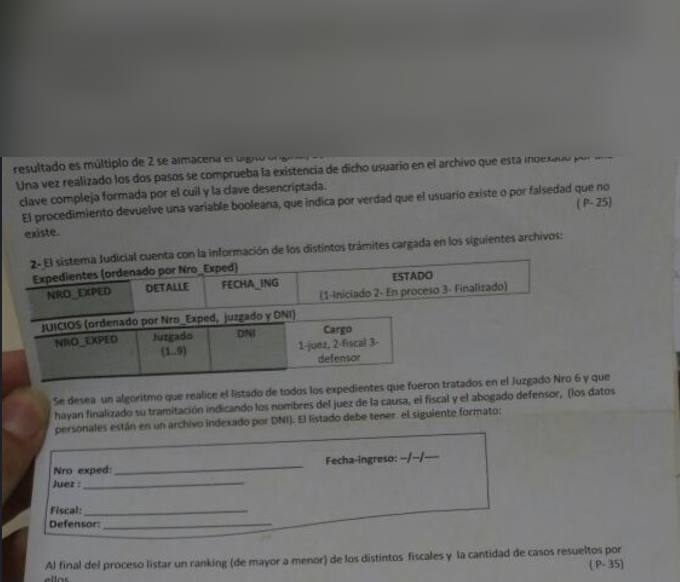 resultado es múltiplo de 2 se almacena el dígito
Una vez realizado los dos pasos se comprueba la existencia de dicho usuario en el archivo que esta indexado por una
clave compleja formada por el cuil y la clave desencriptada.
El procedimiento devuelve una variable booleana, que indica por verdad que el usuario existe o por falsedad que no
existe.
( P- 25)
2- El sistema Judicial cuenta con la información de los distintos trámites cargada en los siguientes archivos:
Expedientes (ordenado por Nro_Exped)
NRO_EXPED DETALLE FECHA_ING ESTADO
(1-Iniciado 2- En proceso 3- Finalizado)
JUICIOS (ordenado por Nro_Exped, juzgado y DNI)
NRO_EXPED Juzgado DNI Cargo
(1..9) 1-juez, 2-fiscal 3-
defensor
Se desea un algoritmo que realice el listado de todos los expedientes que fueron tratados en el Juzgado Nro 6 y que
hayan finalizado su tramitación indicando los nombres del juez de la causa, el fiscal y el abogado defensor, (los datos
personales están en un archivo indexado por DNI). El listado debe tener el siguiente formato:
Nro exped: ____________ Fecha-ingreso: --/--/----
Juez : ____________
Fiscal: ____________
Defensor: ____________
Al final del proceso listar un ranking (de mayor a menor) de los distintos fiscales y la cantidad de casos resueltos por
ellos
( P- 35)